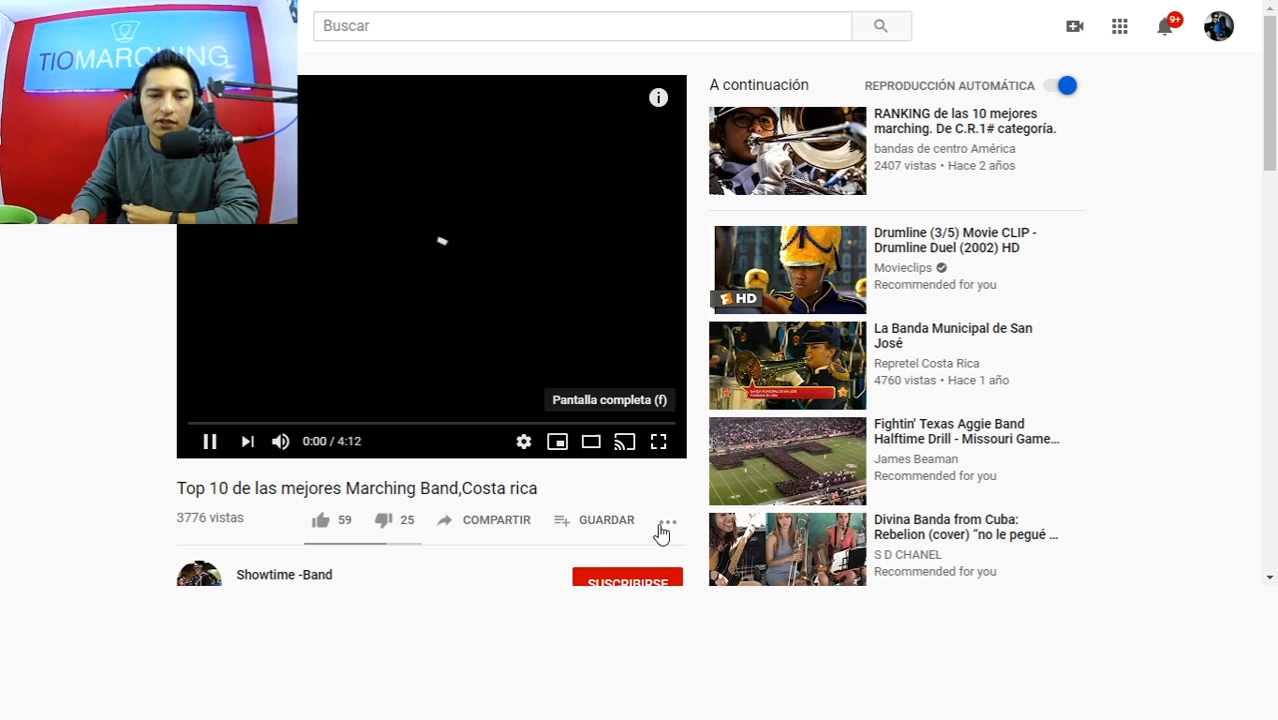 TIOMARCHING
Buscar
9+
A continuación
REPRODUCCIÓN AUTOMÁTICA
RANKING de las 10 mejores
marching. De C.R.1# categoría.
bandas de centro América
2407 vistas • Hace 2 años
Drumline (3/5) Movie CLIP -
Drumline Duel (2002) HD
Movieclips
Recommended for you
HD
La Banda Municipal de San
José
Repretel Costa Rica
4760 vistas • Hace 1 año
Fightin' Texas Aggie Band
Halftime Drill - Missouri Game...
James Beaman
Recommended for you
Divina Banda from Cuba:
Rebelion (cover) “no le pegué ...
S D CHANEL
Recommended for you
Pantalla completa (f)
0:00 / 4:12
Top 10 de las mejores Marching Band,Costa rica
3776 vistas
59
25
COMPARTIR
GUARDAR
Showtime -Band
SUSCRIBIRSE